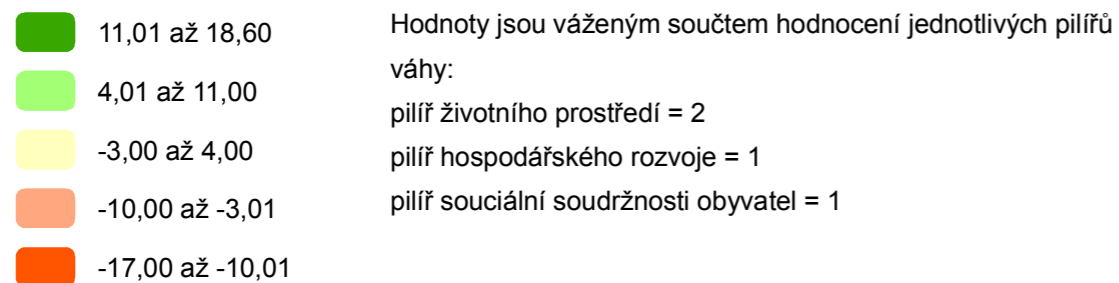 11,01 až 18,60
4,01 až 11,00
-3,00 až 4,00
-10,00 až -3,01
-17,00 až -10,01
Hodnoty jsou váženým součtem hodnocení jednotlivých pilířů
váhy:
pilíř životního prostředí = 2
pilíř hospodářského rozvoje = 1
pilíř souciální soudržnosti obyvatel = 1